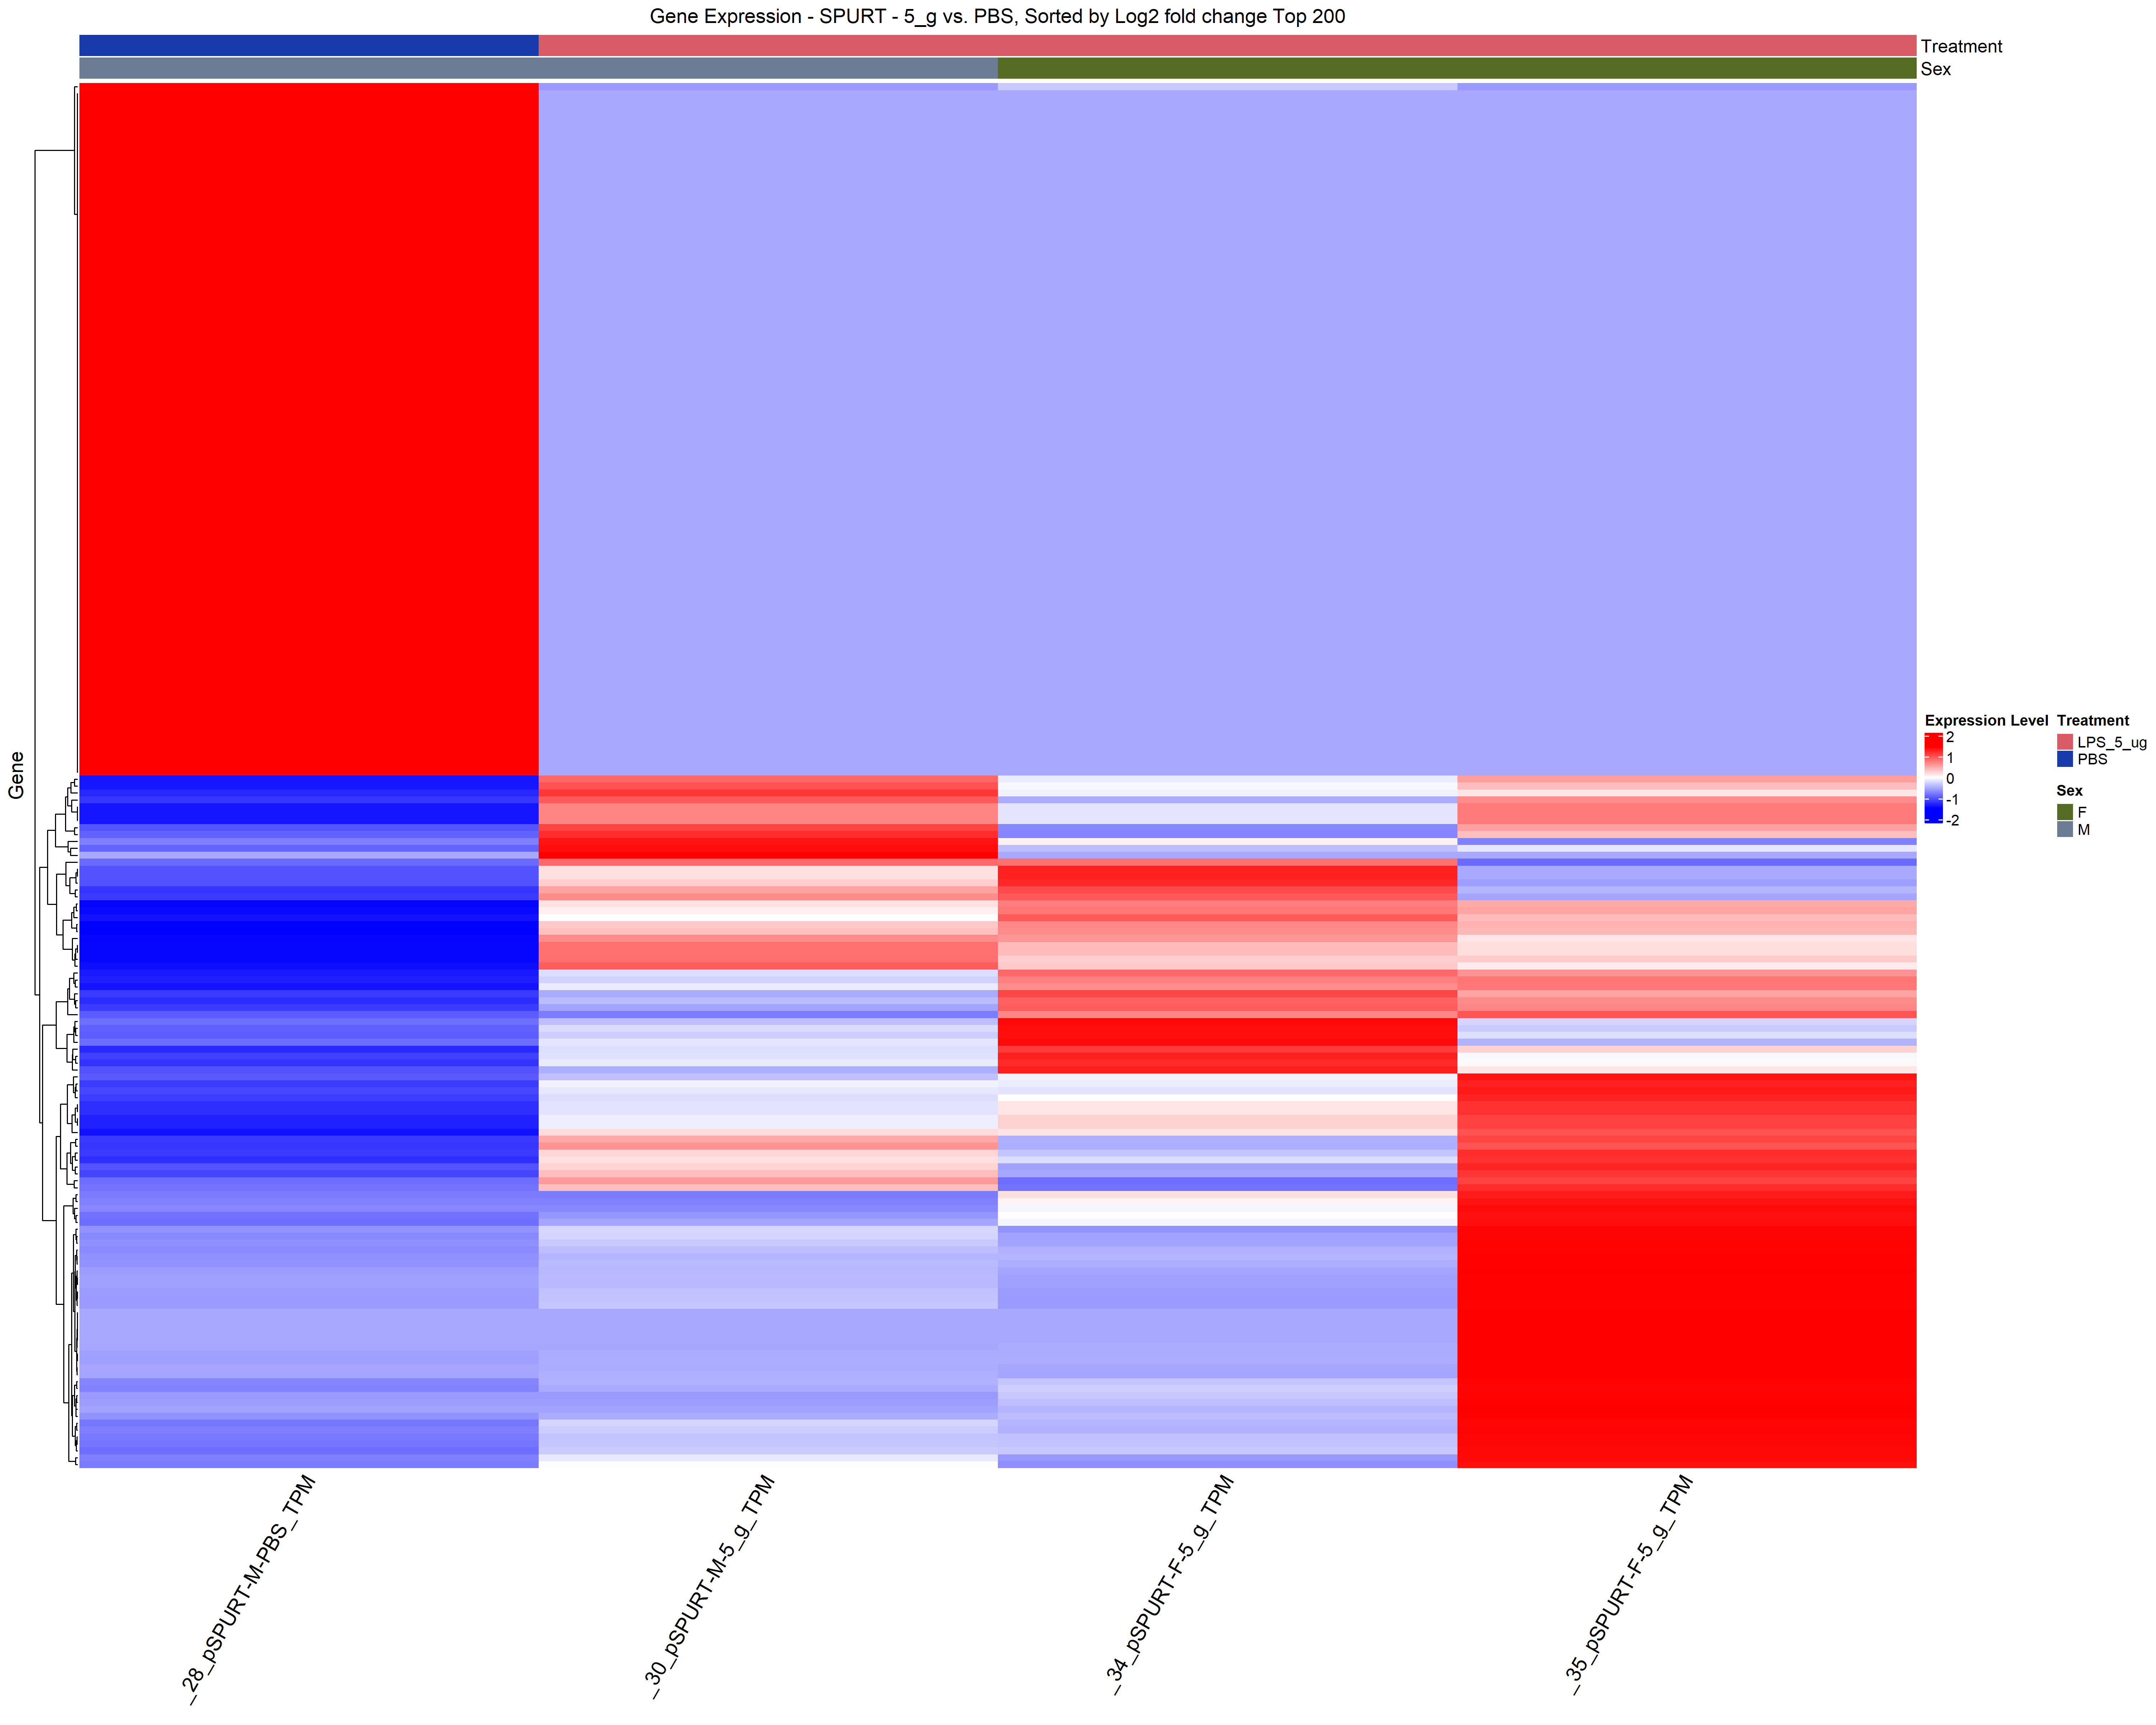 Gene Expression - SPURT - 5_g vs. PBS, Sorted by Log2 fold change Top 200
Treatment
Sex
Gene
Expression Level
2
1
0
-1
-2
Treatment
LPS_5_ug
PBS
Sex
F
M
_28_pSPURT-M-PBS_TPM
_30_pSPURT-M-5_g_TPM
_34_pSPURT-F-5_g_TPM
_35_pSPURT-F-5_g_TPM